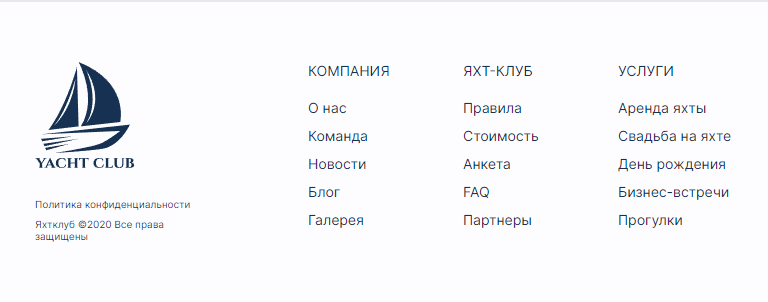 YACHT CLUB
Политика конфиденциальности
Яхтклуб ©2020 Все права
защищены
КОМПАНИЯ
О нас
Команда
Новости
Блог
Галерея
ЯХТ-КЛУБ
Правила
Стоимость
Анкета
FAQ
Партнеры
УСЛУГИ
Аренда яхты
Свадьба на яхте
День рождения
Бизнес-встречи
Прогулки